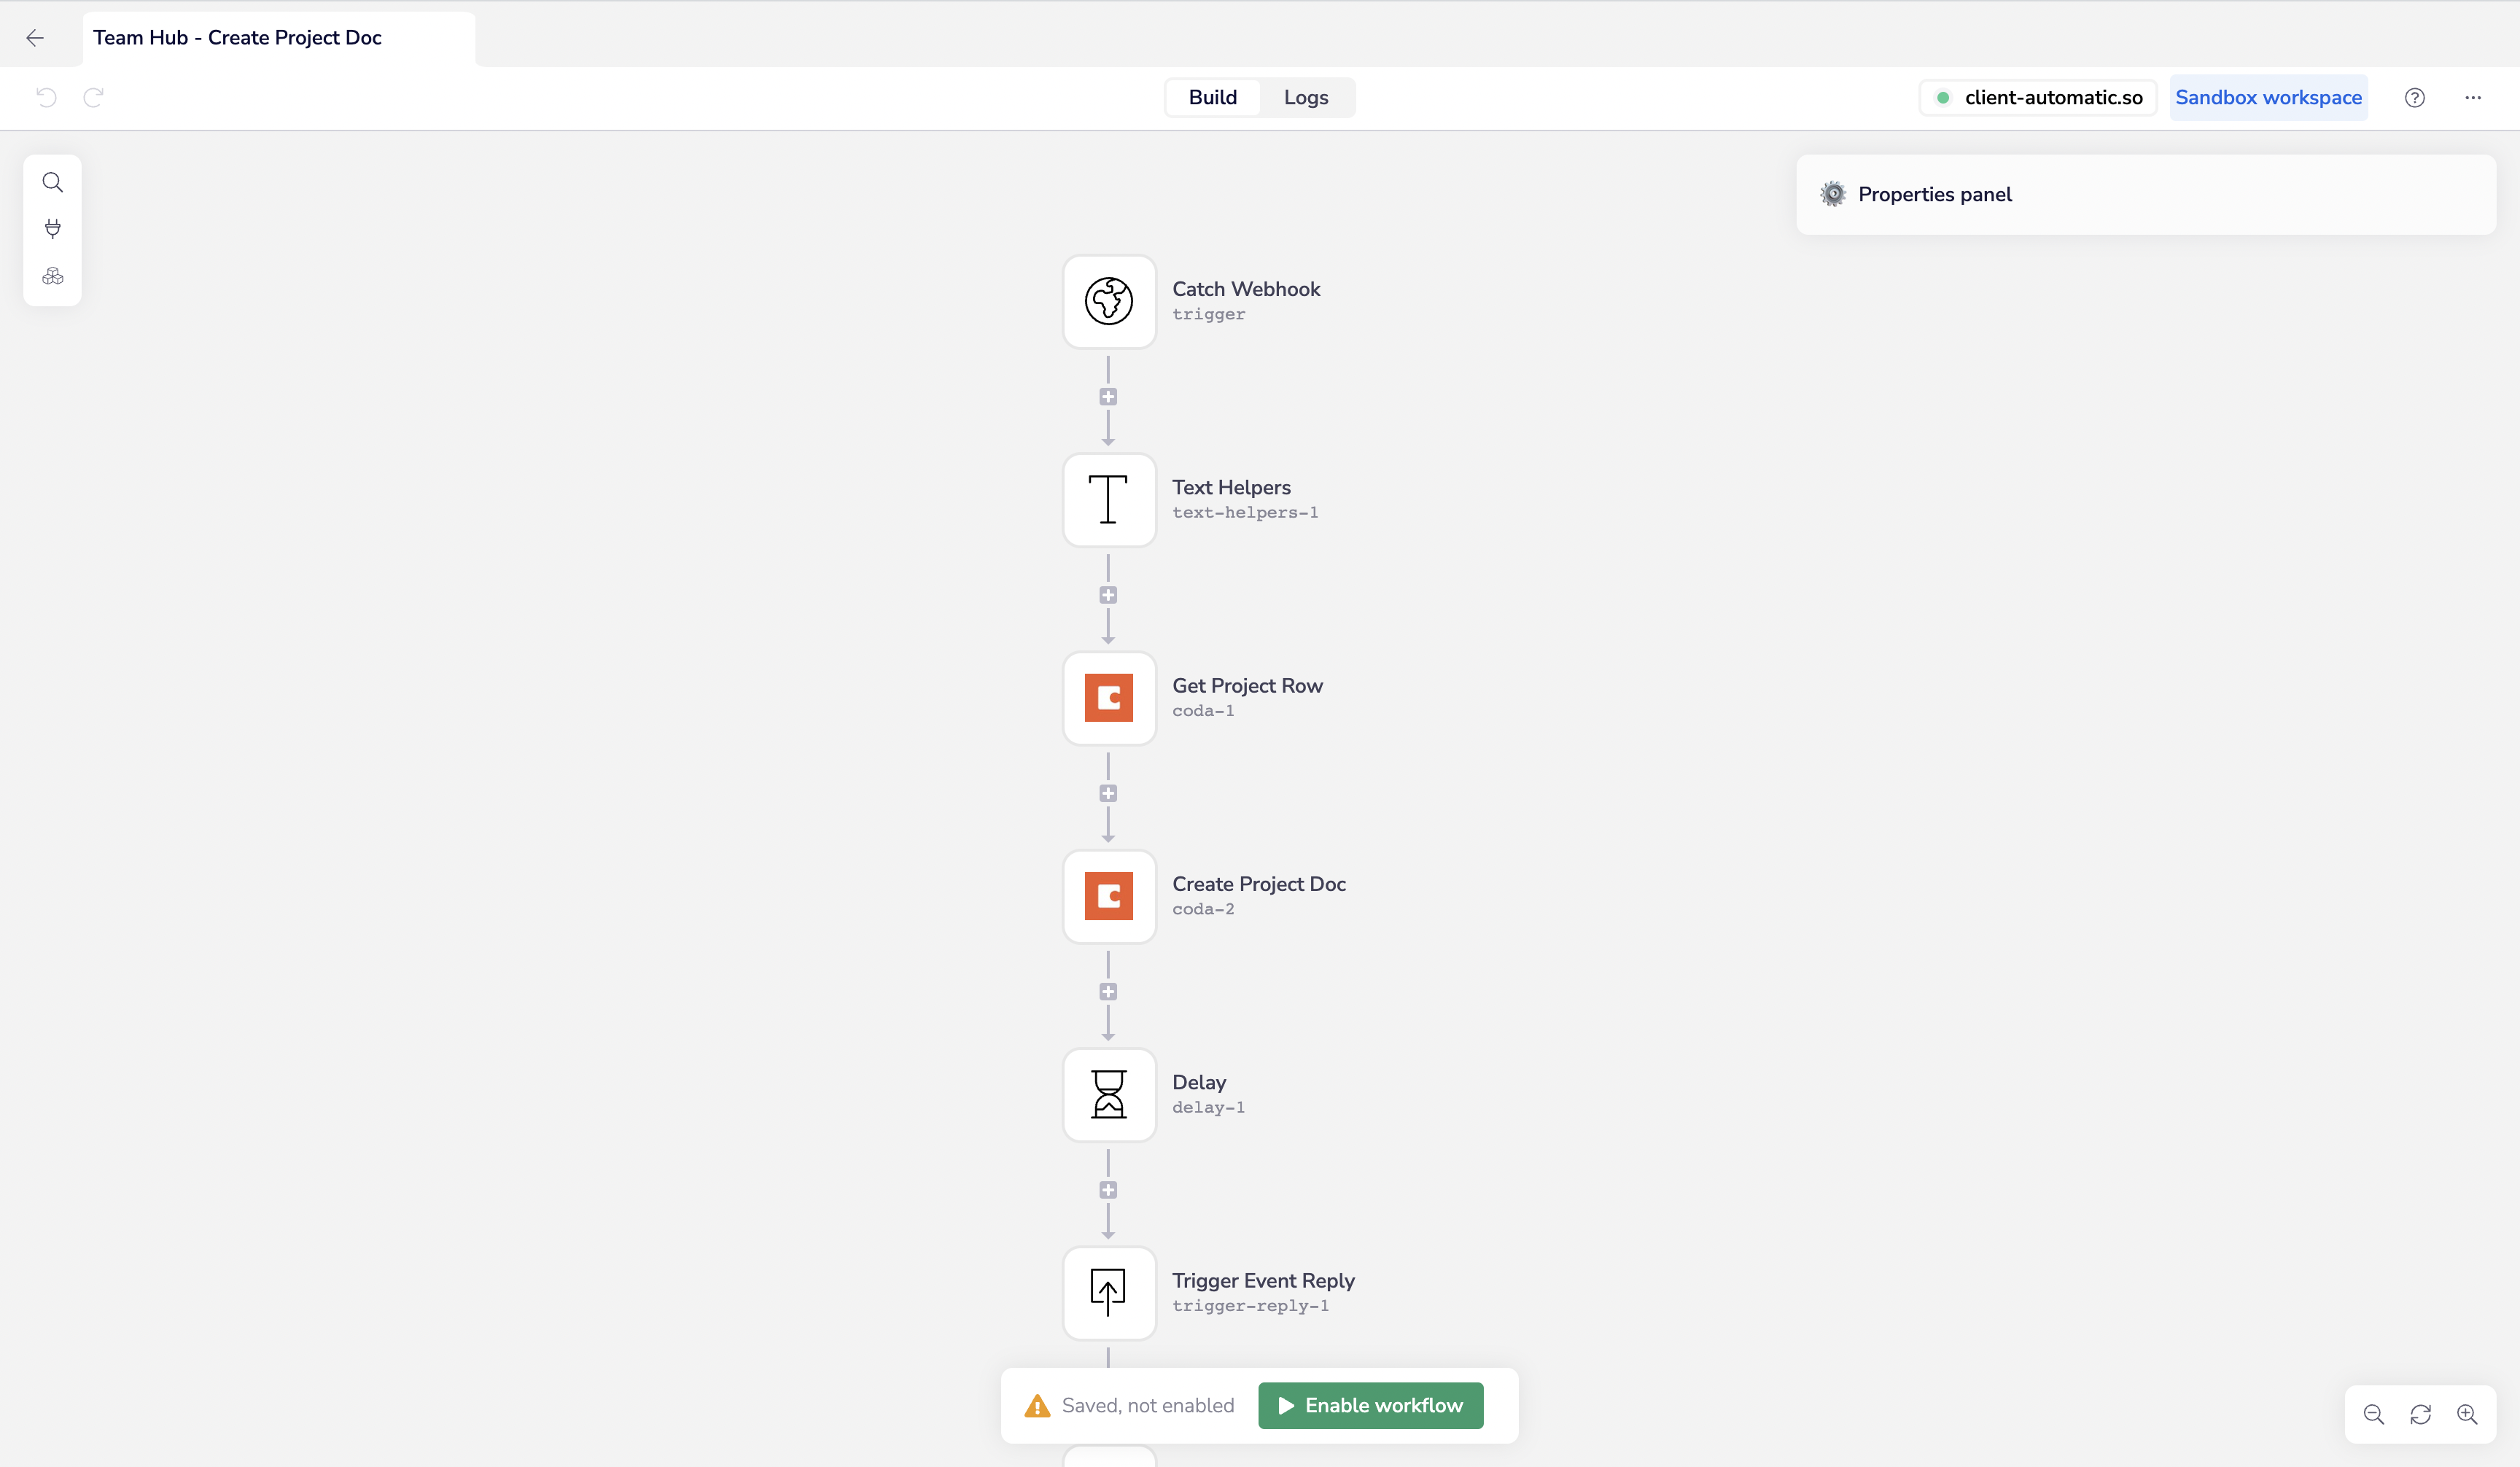 Team Hub - Create Project Doc
Build
Logs
client-automatic.so
Sandbox workspace
Properties panel
Catch Webhook
trigger
Text Helpers
text-helpers-1
Get Project Row
coda-1
Create Project Doc
coda-2
Delay
delay-1
Trigger Event Reply
trigger-reply-1
Saved, not enabled
Enable workflow